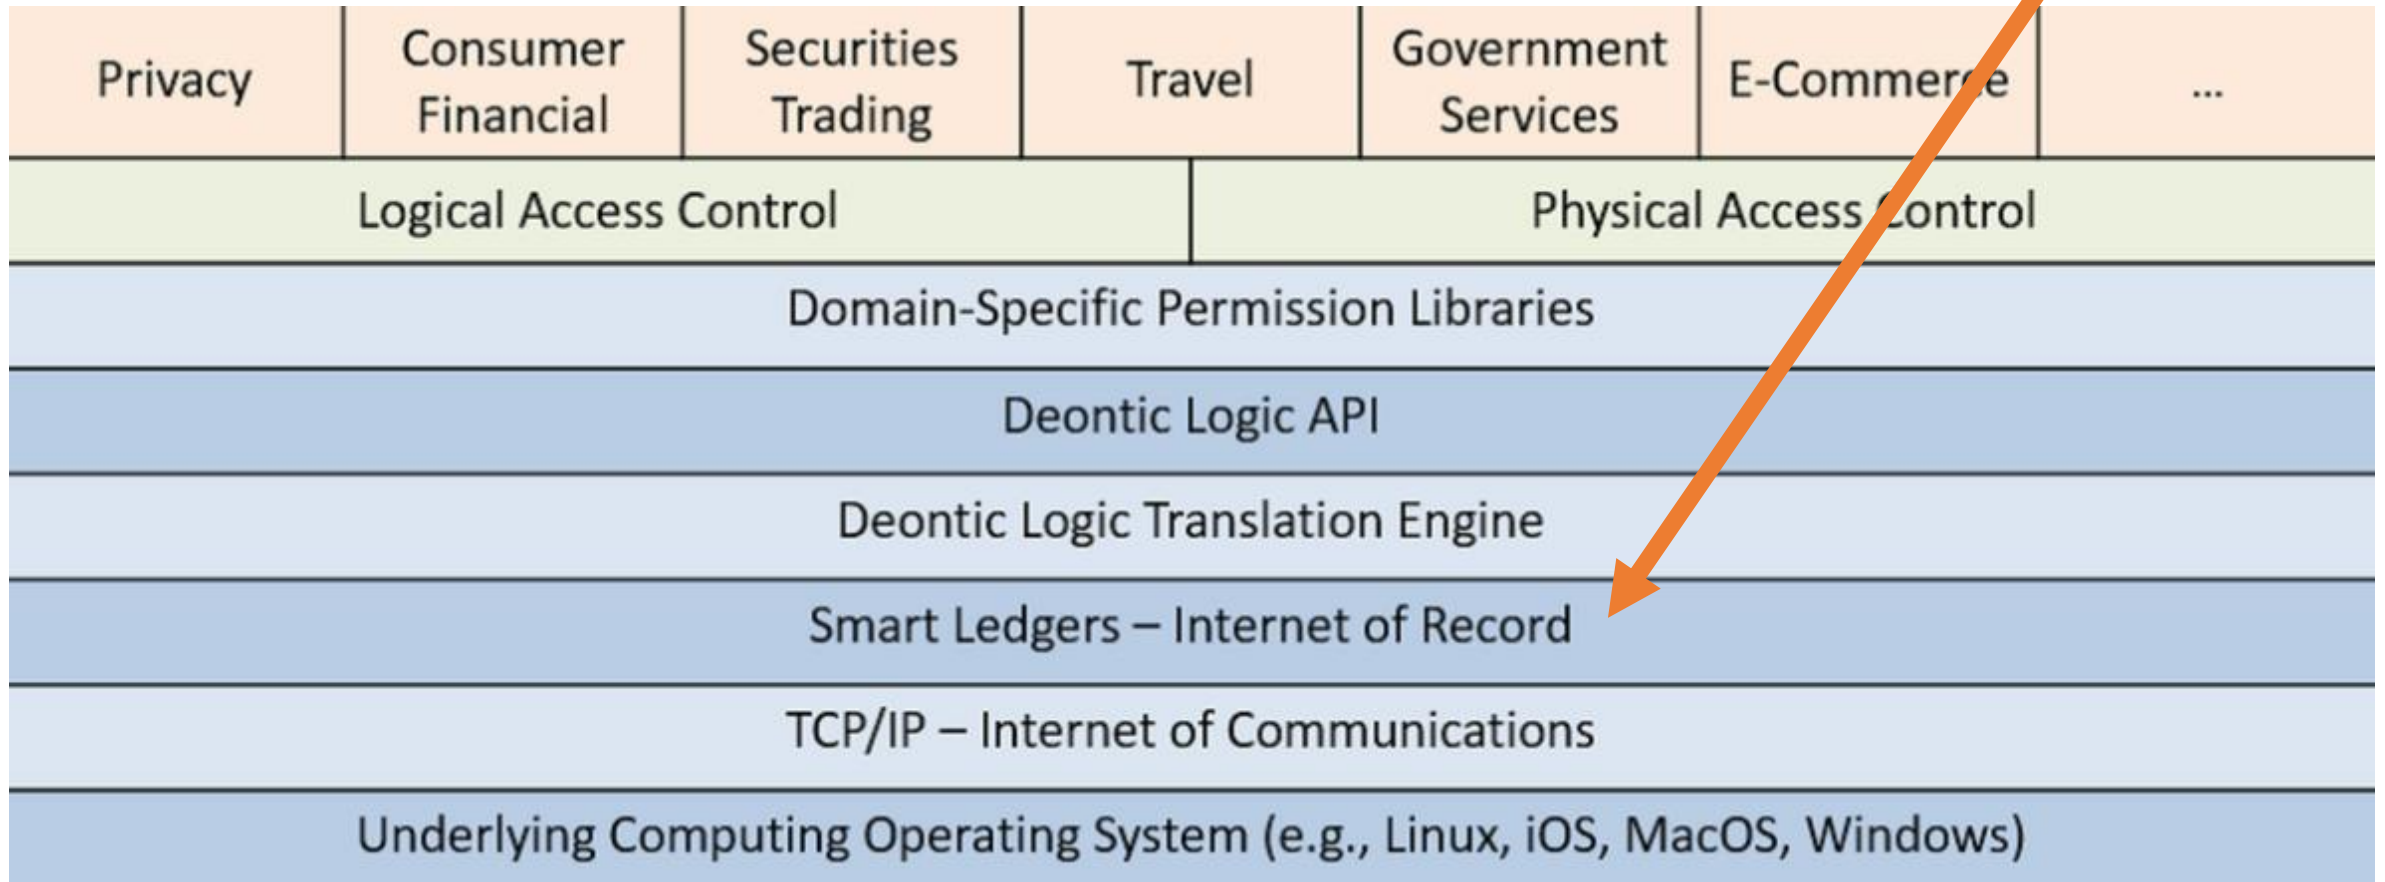 Privacy
Consumer
Financial
Securities
Trading
Travel
Government
Services
E-Commerce
...
Logical Access Control
Physical Access Control
Domain-Specific Permission Libraries
Deontic Logic API
Deontic Logic Translation Engine
Smart Ledgers – Internet of Record
TCP/IP – Internet of Communications
Underlying Computing Operating System (e.g., Linux, iOS, MacOS, Windows)